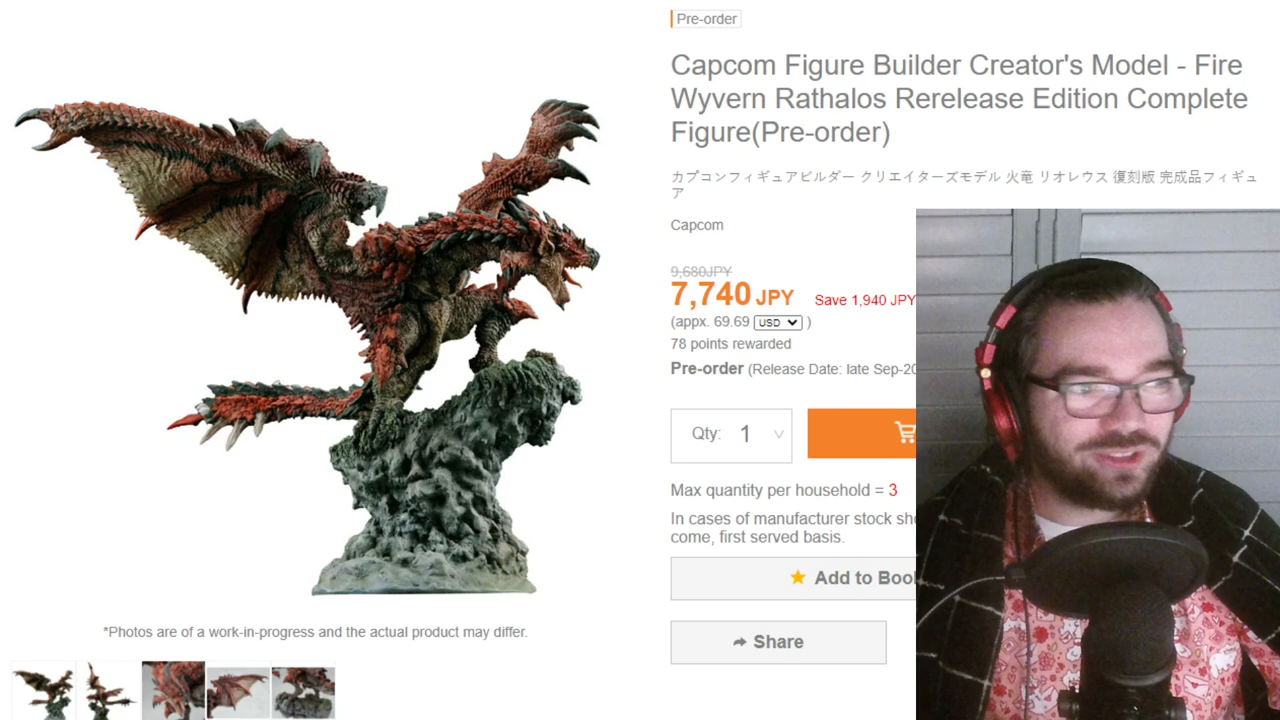 Pre-order
Capcom Figure Builder Creator's Model - Fire
Wyvern Rathalos Rerelease Edition Complete
Figure(Pre-order)
カプコンフィギュアビルダー クリエイターズモデル 火竜 リオレウス 復刻版 完成品フィギュ
ア
Capcom
9,680JPY
7,740 JPY Save 1,940 JPY
(appx. 69.69 USD )
78 points rewarded
Pre-order (Release Date: late Sep-20
Qty: 1
Max quantity per household = 3
In cases of manufacturer stock
come, first served basis.
Add to
Share
*Photos are of a work-in-progress and the actual product may differ.